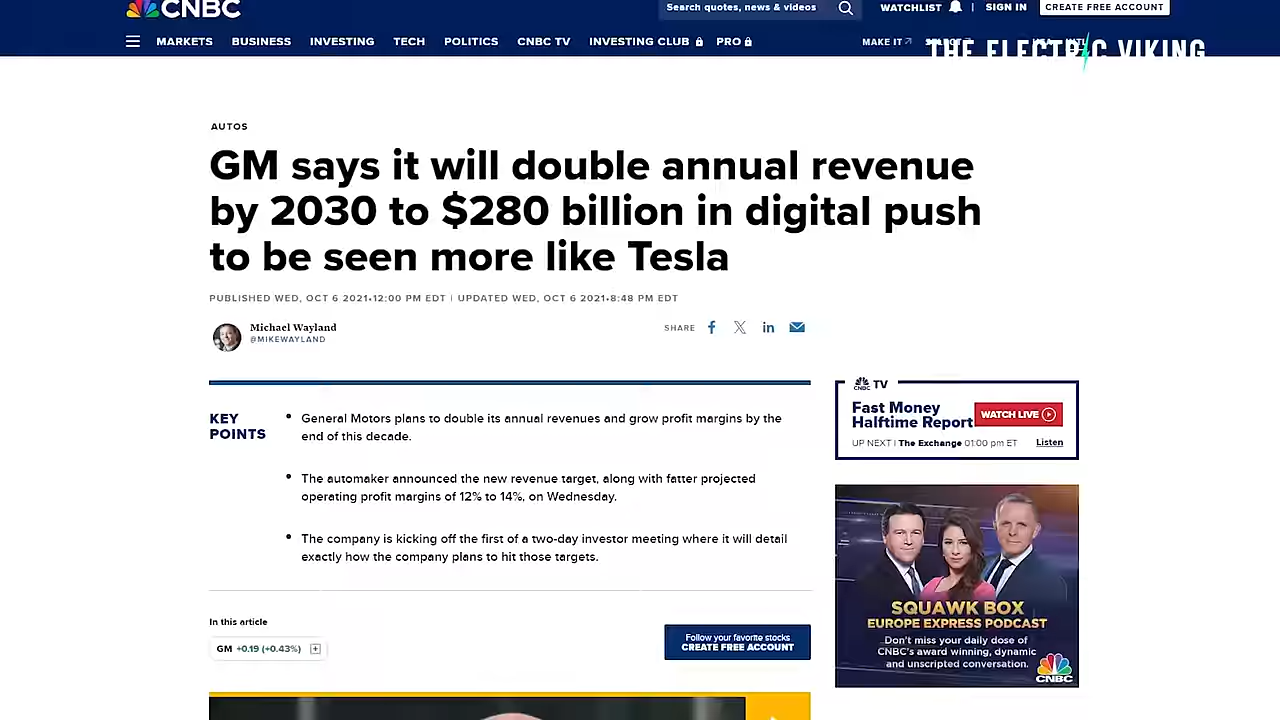 CNBC
Search quotes, news & videos
WATCHLIST
SIGN IN
CREATE FREE ACCOUNT
MARKETS
BUSINESS
INVESTING
TECH
POLITICS
CNBC TV
INVESTING CLUB
PRO
MAKE IT
THE ELECTRIC VIKING
AUTOS
GM says it will double annual revenue
by 2030 to $280 billion in digital push
to be seen more like Tesla
PUBLISHED WED, OCT 6 2021•12:00 PM EDT | UPDATED WED, OCT 6 2021•8:48 PM EDT
Michael Wayland
@MIKEWAYLAND
SHARE
KEY
POINTS
General Motors plans to double its annual revenues and grow profit margins by the
end of this decade.
The automaker announced the new revenue target, along with fatter projected
operating profit margins of 12% to 14%, on Wednesday.
The company is kicking off the first of a two-day investor meeting where it will detail
exactly how the company plans to hit those targets.
In this article
GM +0.19 (+0.43%)
Follow your favorite stocks
CREATE FREE ACCOUNT
CNBC TV
Fast Money
Halftime Report
WATCH LIVE
UP NEXT | The Exchange 01:00 pm ET
Listen
SQUAWK BOX
EUROPE EXPRESS PODCAST
Don't miss your daily dose of
CNBC's award winning, dynamic
and unscripted conversation.
CNBC